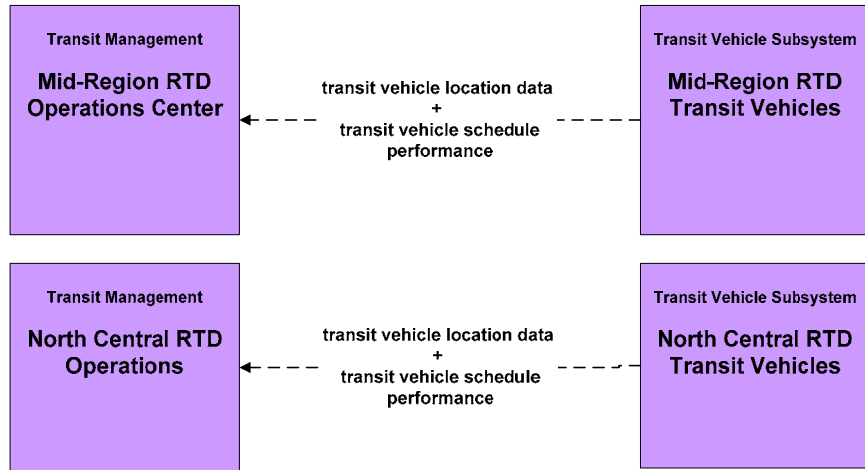 Transit Management
Mid-Region RTD
Operations Center
transit vehicle location data
+
transit vehicle schedule
performance
Transit Vehicle Subsystem
Mid-Region RTD
Transit Vehicles
Transit Management
North Central RTD
Operations
transit vehicle location data
+
transit vehicle schedule
performance
Transit Vehicle Subsystem
North Central RTD
Transit Vehicles